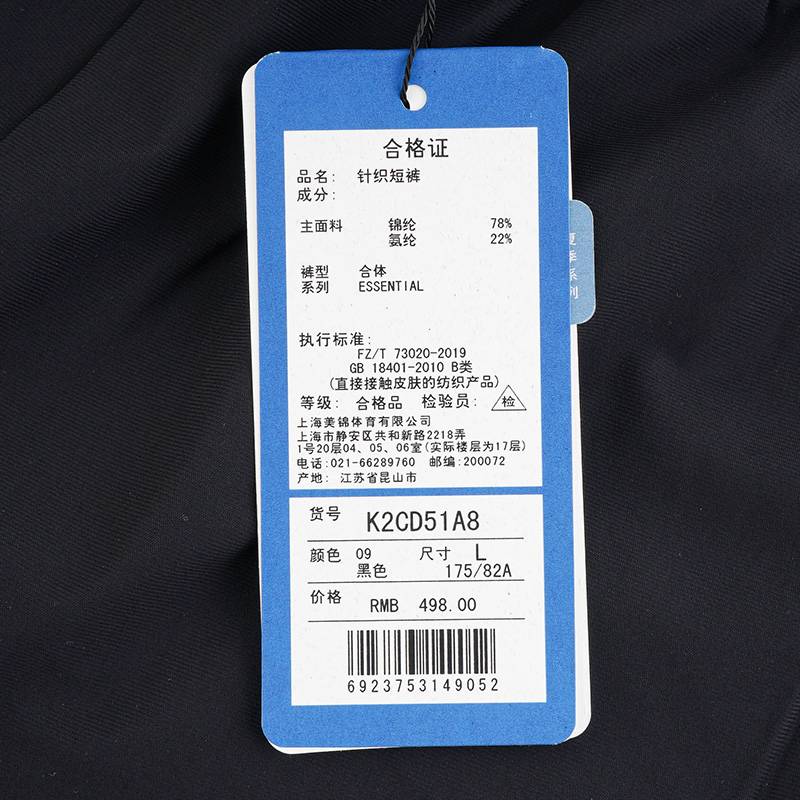 合格证
品名: 针织短裤
成分:
主面料 锦纶 78%
氨纶 22%
裤型 合体
系列 ESSENTIAL
执行标准:
FZ/T 73020-2019
GB 18401-2010 B类
(直接接触皮肤的纺织产品)
等级: 合格品 检验员: 检
上海美锦体育有限公司
上海市静安区共和新路2218弄
1号20层04、05、06室(实际楼层为17层)
电话:021-66289760 邮编:200072
产地: 江苏省昆山市
货号 K2CD51A8
颜色 09 尺寸 L
黑色 175/82A
价格 RMB 498.00
6923753149052
夏季系列